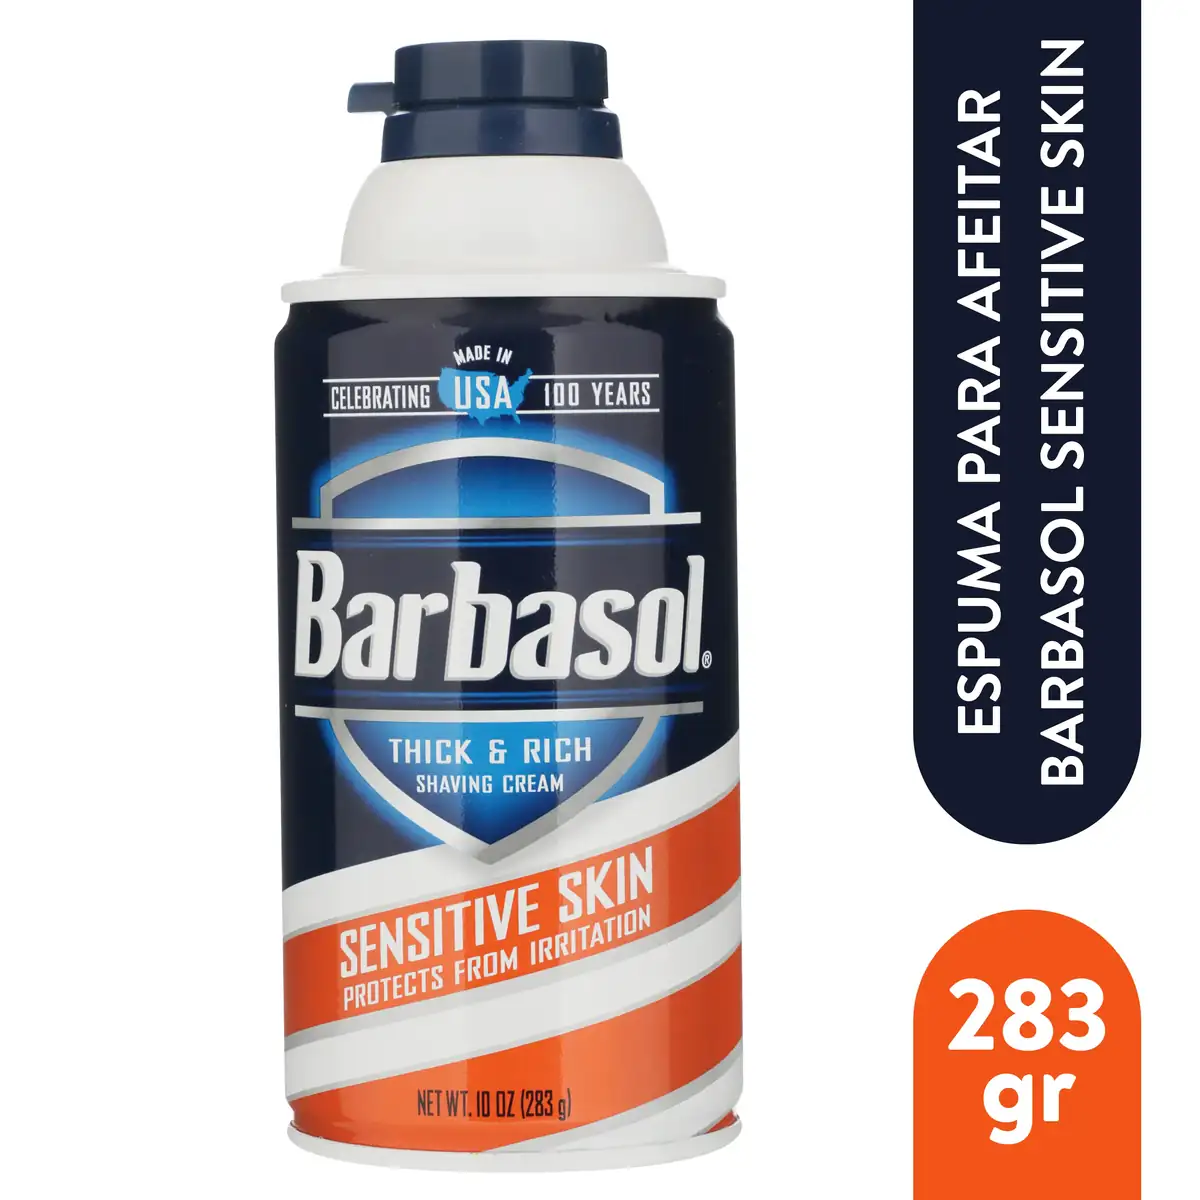 MADE IN
CELEBRATING USA 100 YEARS
Barbasol®
THICK & RICH
SHAVING CREAM
SENSITIVE SKIN
PROTECTS FROM IRRITATION
NET WT. 10 OZ (283 g)
ESPUMA PARA AFEITAR
BARBASOL SENSITIVE SKIN
283
gr